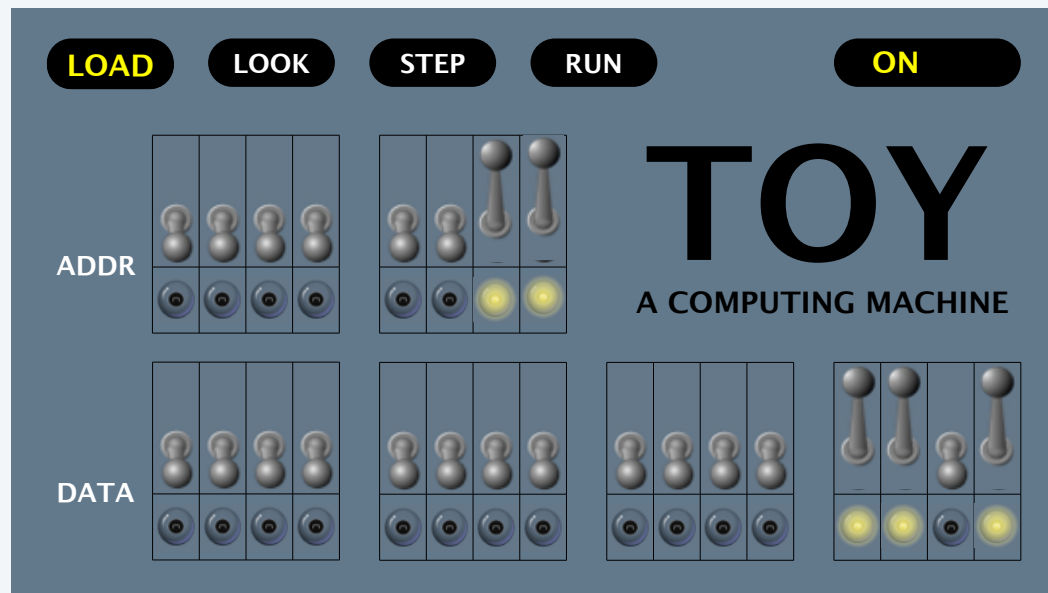 LOAD LOOK STEP RUN ON
TOY
ADDR
A COMPUTING MACHINE
DATA